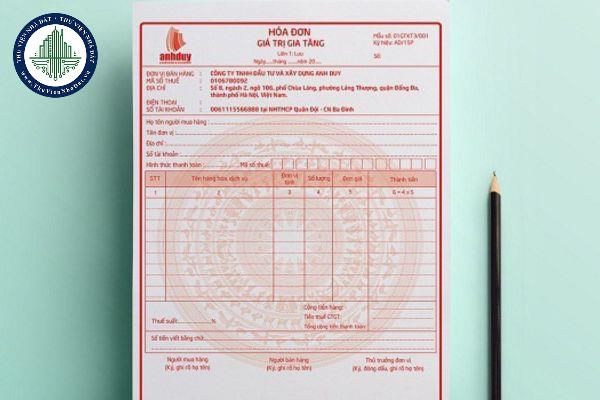 THƯ VIỆN NHÀ ĐẤT
ThuVienNhaDat.vn
anhduy
HÓA ĐƠN
GIÁ TRỊ GIA TĂNG
Liên 1: Lưu
Ngày......tháng.......năm 20.....
Mẫu số: 01GTKT3/001
Ký hiệu: AD/15P
Số:
ĐƠN VỊ BÁN HÀNG : CÔNG TY TNHH ĐẦU TƯ VÀ XÂY DỰNG ANH DUY
MÃ SỐ THUẾ : 0106780092
ĐỊA CHỈ : Số 8, ngách 2, ngõ 106, phố Chùa Láng, phường Láng Thượng, quận Đống Đa,
thành phố Hà Nội, Việt Nam.
ĐIỆN THOẠI :
SỐ TÀI KHOẢN : 0061115566888 tại NHTMCP Quân Đội - CN Ba Đình
Họ tên người mua hàng :
Tên đơn vị :
Địa chỉ :
Số tài khoản :
Hình thức thanh toán : Mã số thuế:
STT Tên hàng hóa dịch vụ Đơn vị tính Số lượng Đơn giá Thành tiền
1 2 3 4 5 6 = 4 x 5
Cộng tiền hàng:
Thuế suất:...............% Tiền thuế GTGT:
Tổng cộng tiền thanh toán:
Số tiền viết bằng chữ:
Người mua hàng Người bán hàng Thủ trưởng đơn vị
(Ký, ghi rõ họ tên) (Ký, ghi rõ họ tên) (Ký, đóng dấu, ghi rõ họ tên)